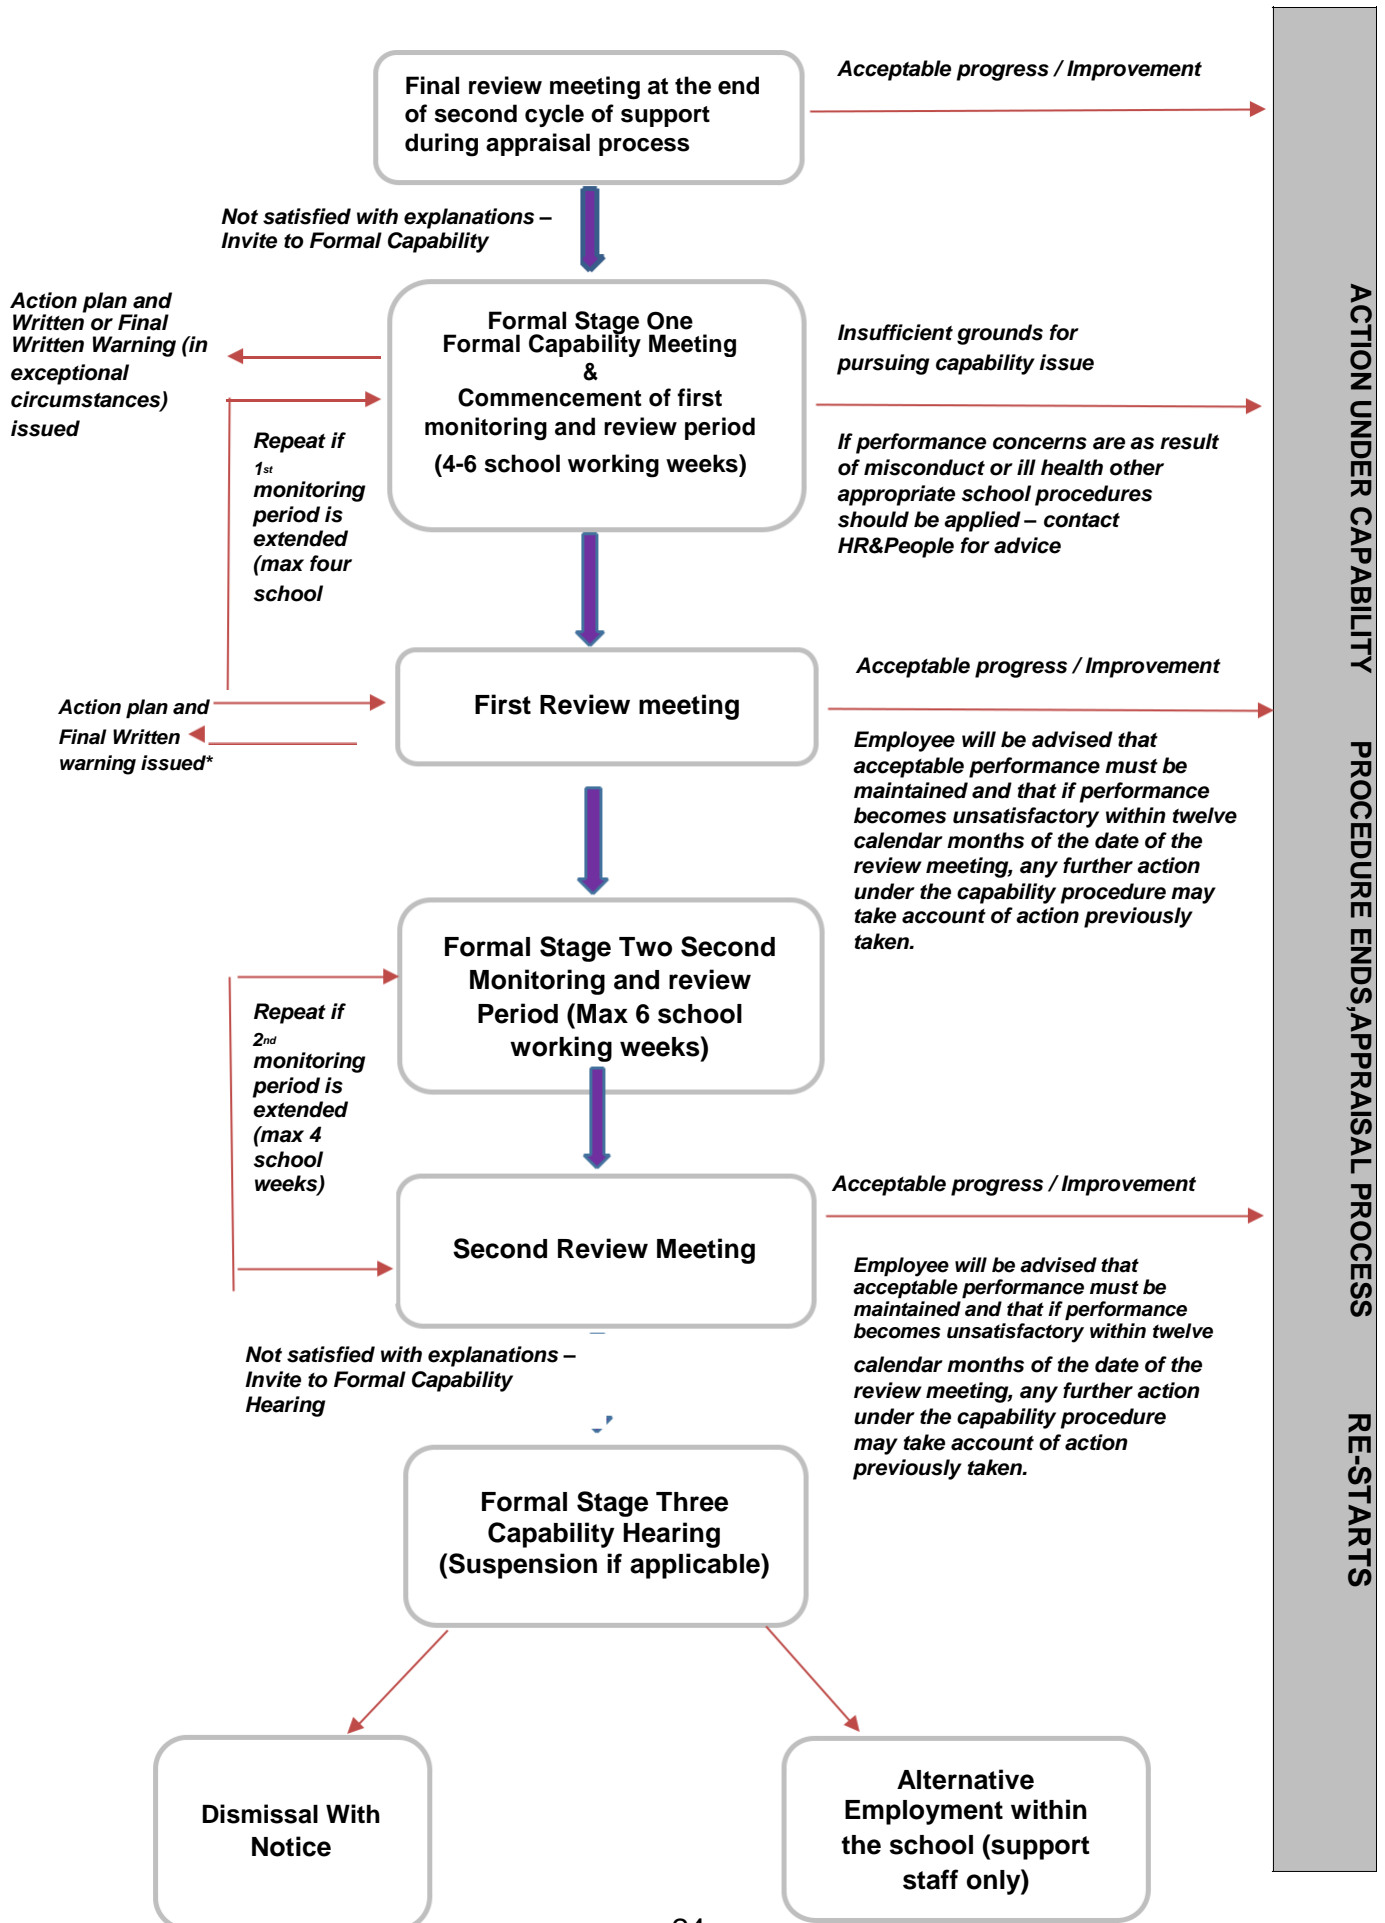 Final review meeting at the end
of second cycle of support
during appraisal process
Acceptable progress / Improvement
Not satisfied with explanations –
Invite to Formal Capability
Action plan and
Written or Final
Written Warning (in
exceptional
circumstances)
issued
Formal Stage One
Formal Capability Meeting
&
Commencement of first
monitoring and review period
(4-6 school working weeks)
Insufficient grounds for
pursuing capability issue
If performance concerns are as result
of misconduct or ill health other
appropriate school procedures
should be applied – contact
HR&People for advice
Repeat if
1st
monitoring
period is
extended
(max four
school
First Review meeting
Acceptable progress / Improvement
Action plan and
Final Written
warning issued*
Employee will be advised that
acceptable performance must be
maintained and that if performance
becomes unsatisfactory within twelve
calendar months of the date of the
review meeting, any further action
under the capability procedure may
take account of action previously
taken.
Formal Stage Two Second
Monitoring and review
Period (Max 6 school
working weeks)
Repeat if
2nd
monitoring
period is
extended
(max 4
school
weeks)
Second Review Meeting
Acceptable progress / Improvement
Employee will be advised that
acceptable performance must be
maintained and that if performance
becomes unsatisfactory within twelve
calendar months of the date of the
review meeting, any further action
under the capability procedure
may take account of action
previously taken.
Not satisfied with explanations –
Invite to Formal Capability
Hearing
Formal Stage Three
Capability Hearing
(Suspension if applicable)
Dismissal With
Notice
Alternative
Employment within
the school (support
staff only)
ACTION UNDER CAPABILITY PROCEDURE ENDS,APPRAISAL PROCESS RE-STARTS